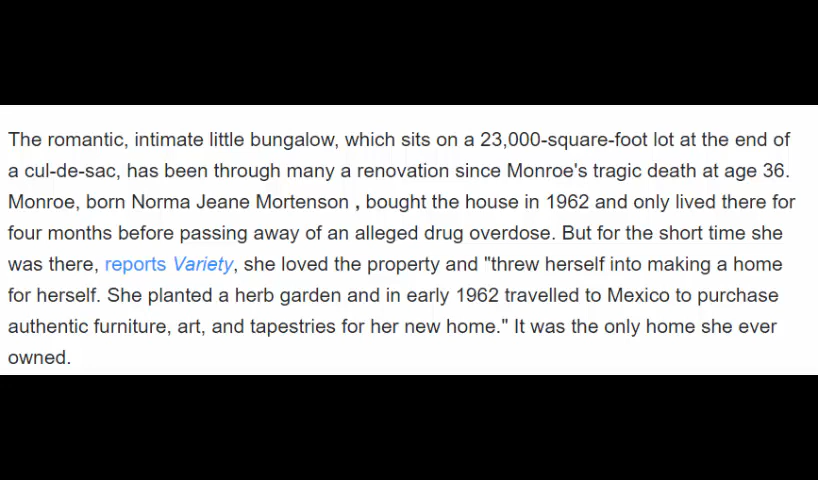 The romantic, intimate little bungalow, which sits on a 23,000-square-foot lot at the end of
a cul-de-sac, has been through many a renovation since Monroe's tragic death at age 36.
Monroe, born Norma Jeane Mortenson , bought the house in 1962 and only lived there for
four months before passing away of an alleged drug overdose. But for the short time she
was there, reports Variety, she loved the property and "threw herself into making a home
for herself. She planted a herb garden and in early 1962 travelled to Mexico to purchase
authentic furniture, art, and tapestries for her new home." It was the only home she ever
owned.